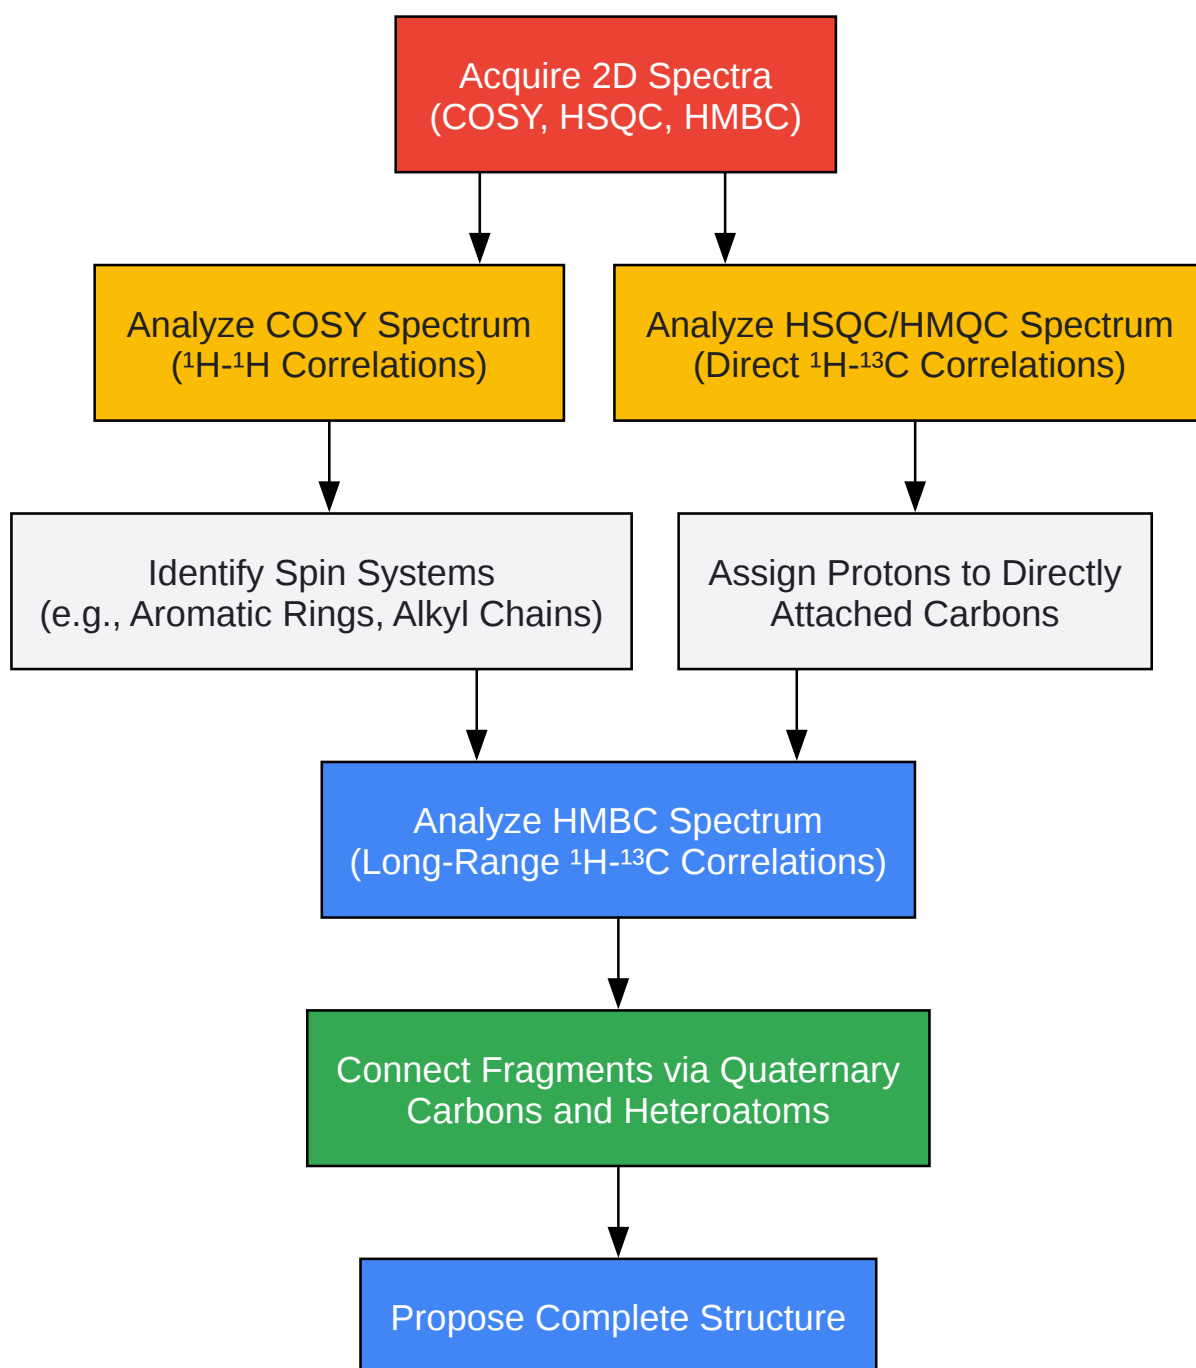 Acquire 2D Spectra
(COSY, HSQC, HMBC)
Analyze COSY Spectrum
(¹H-¹H Correlations)
Analyze HSQC/HMQC Spectrum
(Direct ¹H-¹³C Correlations)
Identify Spin Systems
(e.g., Aromatic Rings, Alkyl Chains)
Assign Protons to Directly
Attached Carbons
Analyze HMBC Spectrum
(Long-Range ¹H-¹³C Correlations)
Connect Fragments via Quaternary
Carbons and Heteroatoms
Propose Complete Structure